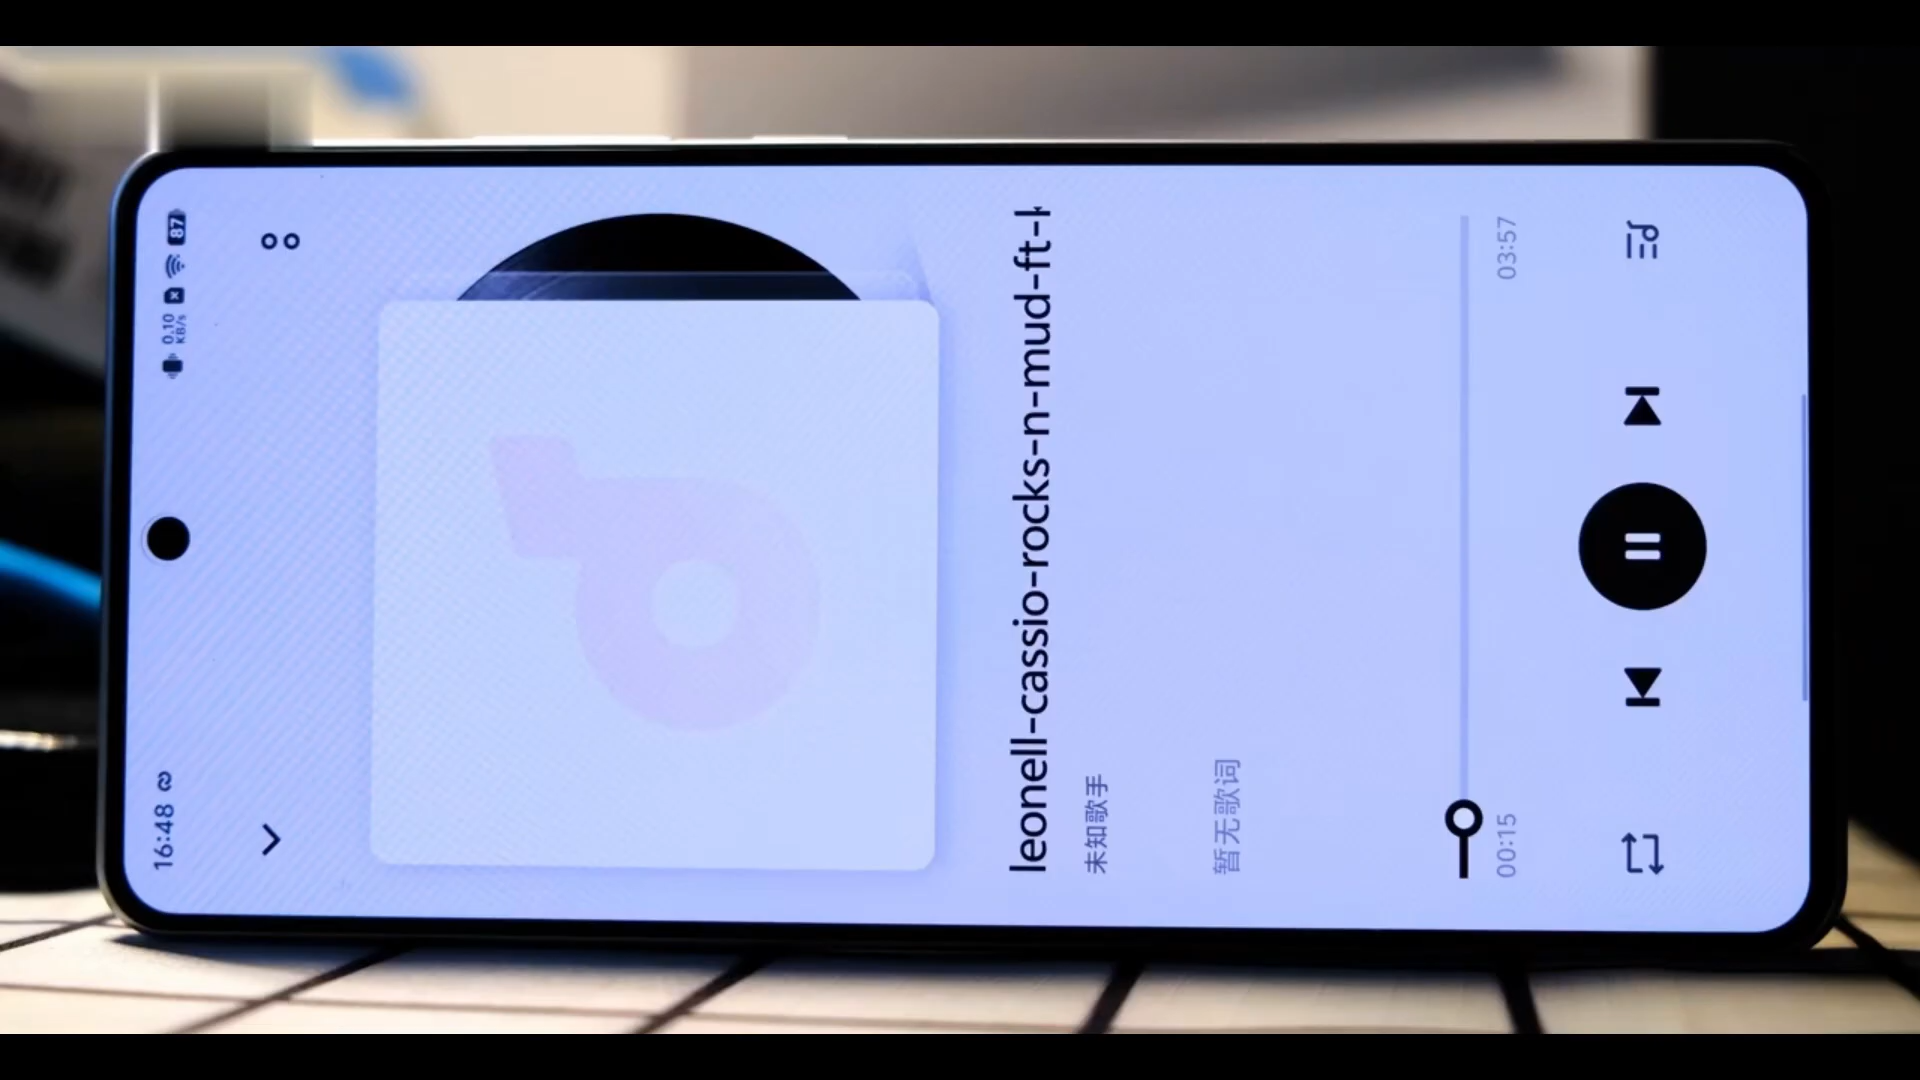 16:48
0.10
KB/s
87
leonell-cassio-rocks-n-mud-ft-
未知歌手
暂无歌词
00:15
03:57